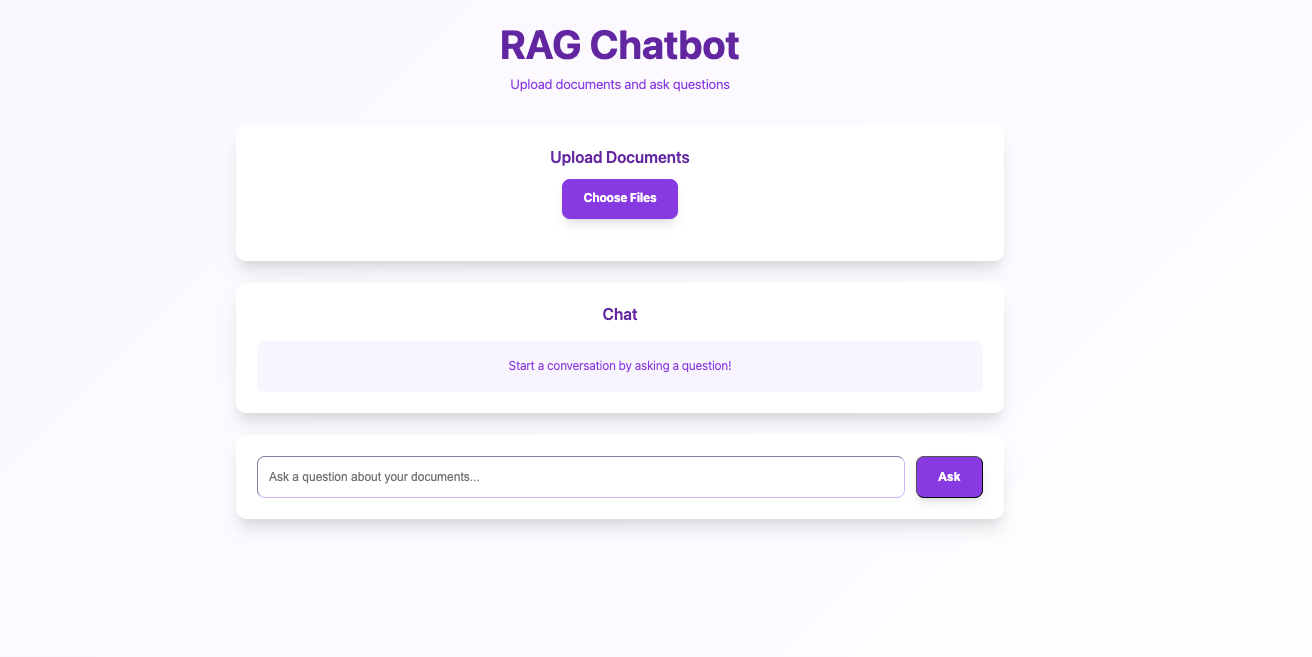 RAG Chatbot
Upload documents and ask questions
Upload Documents
Choose Files
Chat
Start a conversation by asking a question!
Ask a question about your documents...
Ask